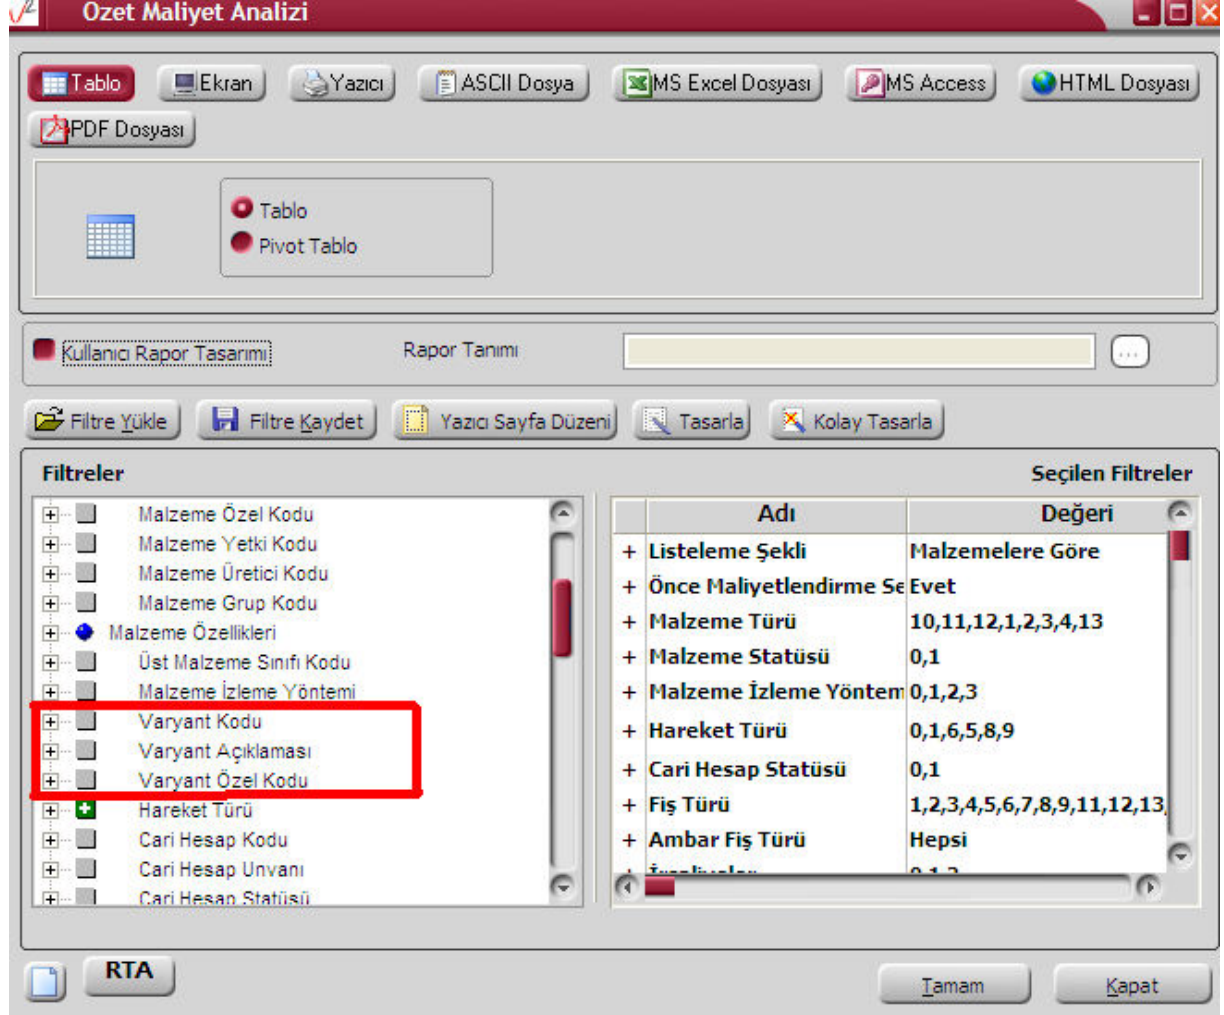 Özet Maliyet Analizi
Tablo Ekran Yazıcı ASCII Dosya MS Excel Dosyası MS Access HTML Dosyası
PDF Dosyası
Tablo
Pivot Tablo
Kullanıcı Rapor Tasarımı Rapor Tanımı ...
Filtre Yükle Filtre Kaydet Yazıcı Sayfa Düzeni Tasarla Kolay Tasarla
Filtreler
Malzeme Özel Kodu
Malzeme Yetki Kodu
Malzeme Üretici Kodu
Malzeme Grup Kodu
Malzeme Özellikleri
Üst Malzeme Sınıfı Kodu
Malzeme İzleme Yöntemi
Varyant Kodu
Varyant Açıklaması
Varyant Özel Kodu
Hareket Türü
Cari Hesap Kodu
Cari Hesap Unvanı
Cari Hesap Statüsü
Seçilen Filtreler
Adı Değeri
+ Listeleme Şekli Malzemelere Göre
+ Önce Maliyetlendirme Se Evet
+ Malzeme Türü 10,11,12,1,2,3,4,13
+ Malzeme Statüsü 0,1
+ Malzeme İzleme Yöntem 0,1,2,3
+ Hareket Türü 0,1,6,5,8,9
+ Cari Hesap Statüsü 0,1
+ Fiş Türü 1,2,3,4,5,6,7,8,9,11,12,13,
+ Ambar Fiş Türü Hepsi
RTA Tamam Kapat